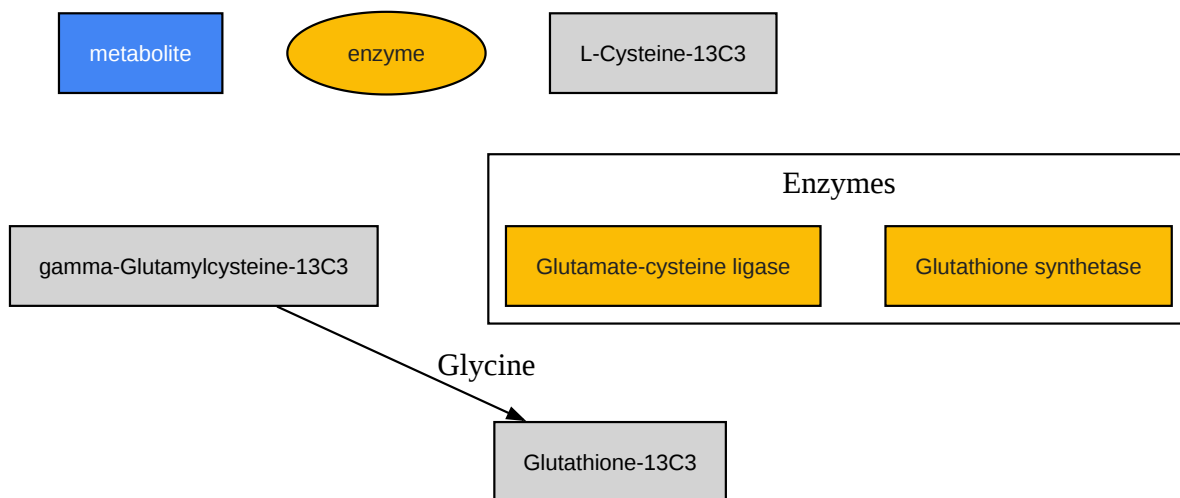 metabolite
enzyme
L-Cysteine-13C3
Enzymes
gamma-Glutamylcysteine-13C3
Glutamate-cysteine ligase
Glutathione synthetase
Glycine
Glutathione-13C3